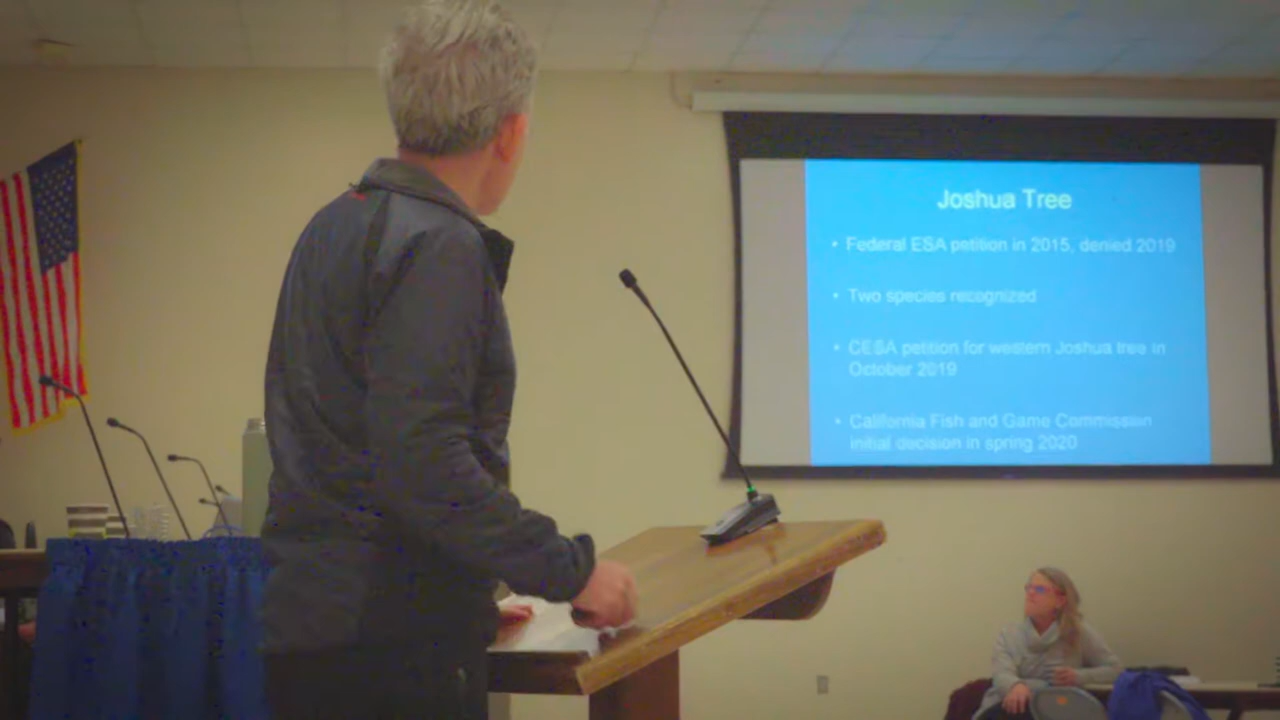 Joshua Tree
• Federal ESA petition in 2015, denied 2019
• Two species recognized
• CESA petition for western Joshua tree in
October 2019
• California Fish and Game Commission
initial decision in spring 2020